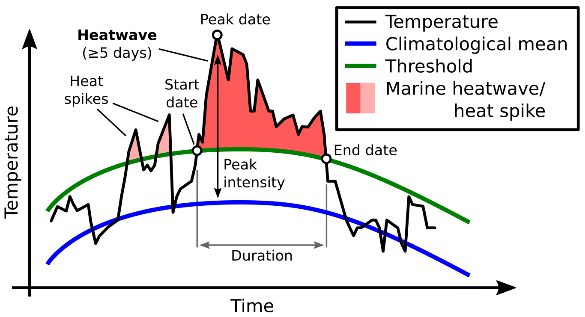 Peak date
Heatwave
(≥5 days)
Heat
spikes
Start
date
Peak
intensity
End date
Duration
Temperature
Time
Temperature
Climatological mean
Threshold
Marine heatwave/
heat spike